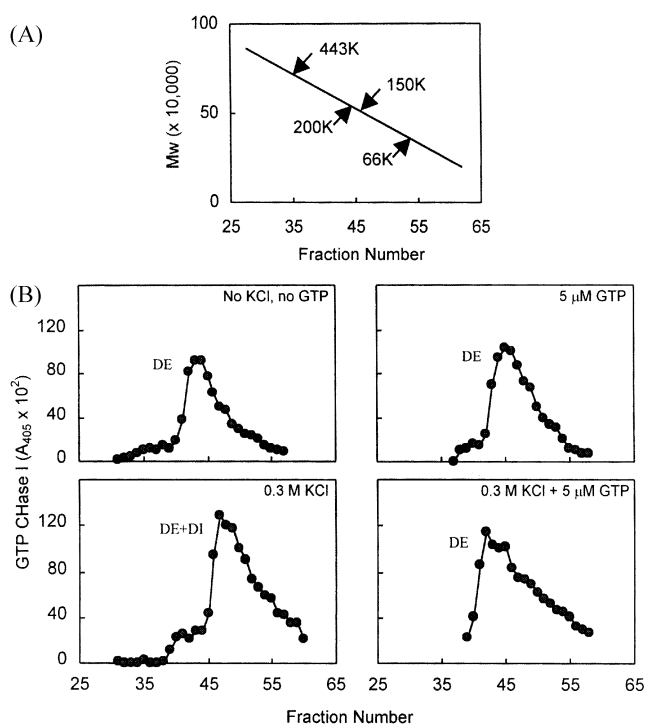 (A)
100
50
0
Mw (x 10,000)
443K
150K
200K
66K
25 35 45 55 65
Fraction Number
(B)
No KCl, no GTP
DE
120
80
40
0
5 µM GTP
DE
GTP CHase I (A405 x 10²)
0.3 M KCl
DE+DI
120
80
40
0
0.3 M KCl + 5 µM GTP
DE
25 35 45 55 65
25 35 45 55 65
Fraction Number